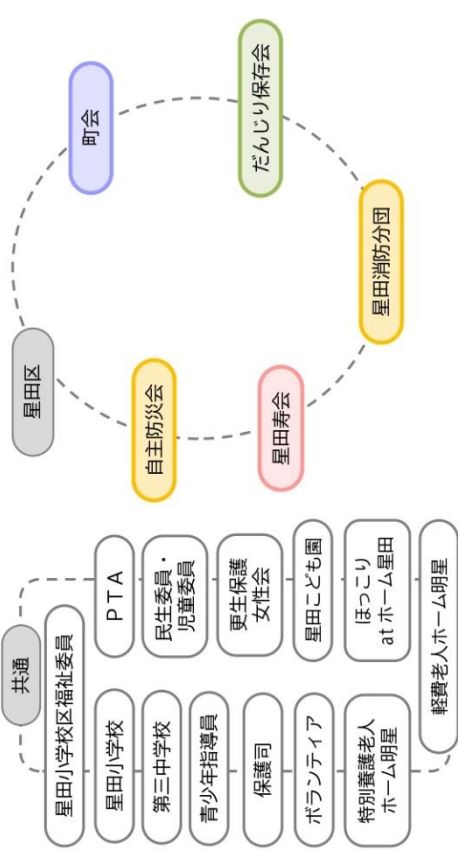 共通
星田小学校区福祉委員
星田小学校
PTA
第三中学校
民生委員・
児童委員
青少年指導員
更生保護
女性会
保護司
星田こども園
ボランティア
ほっこり
at ホーム星田
特別養護老人
ホーム明星
軽費老人ホーム明星
星田区
町会
自主防災会
だんじり保存会
星田寿会
星田消防分団